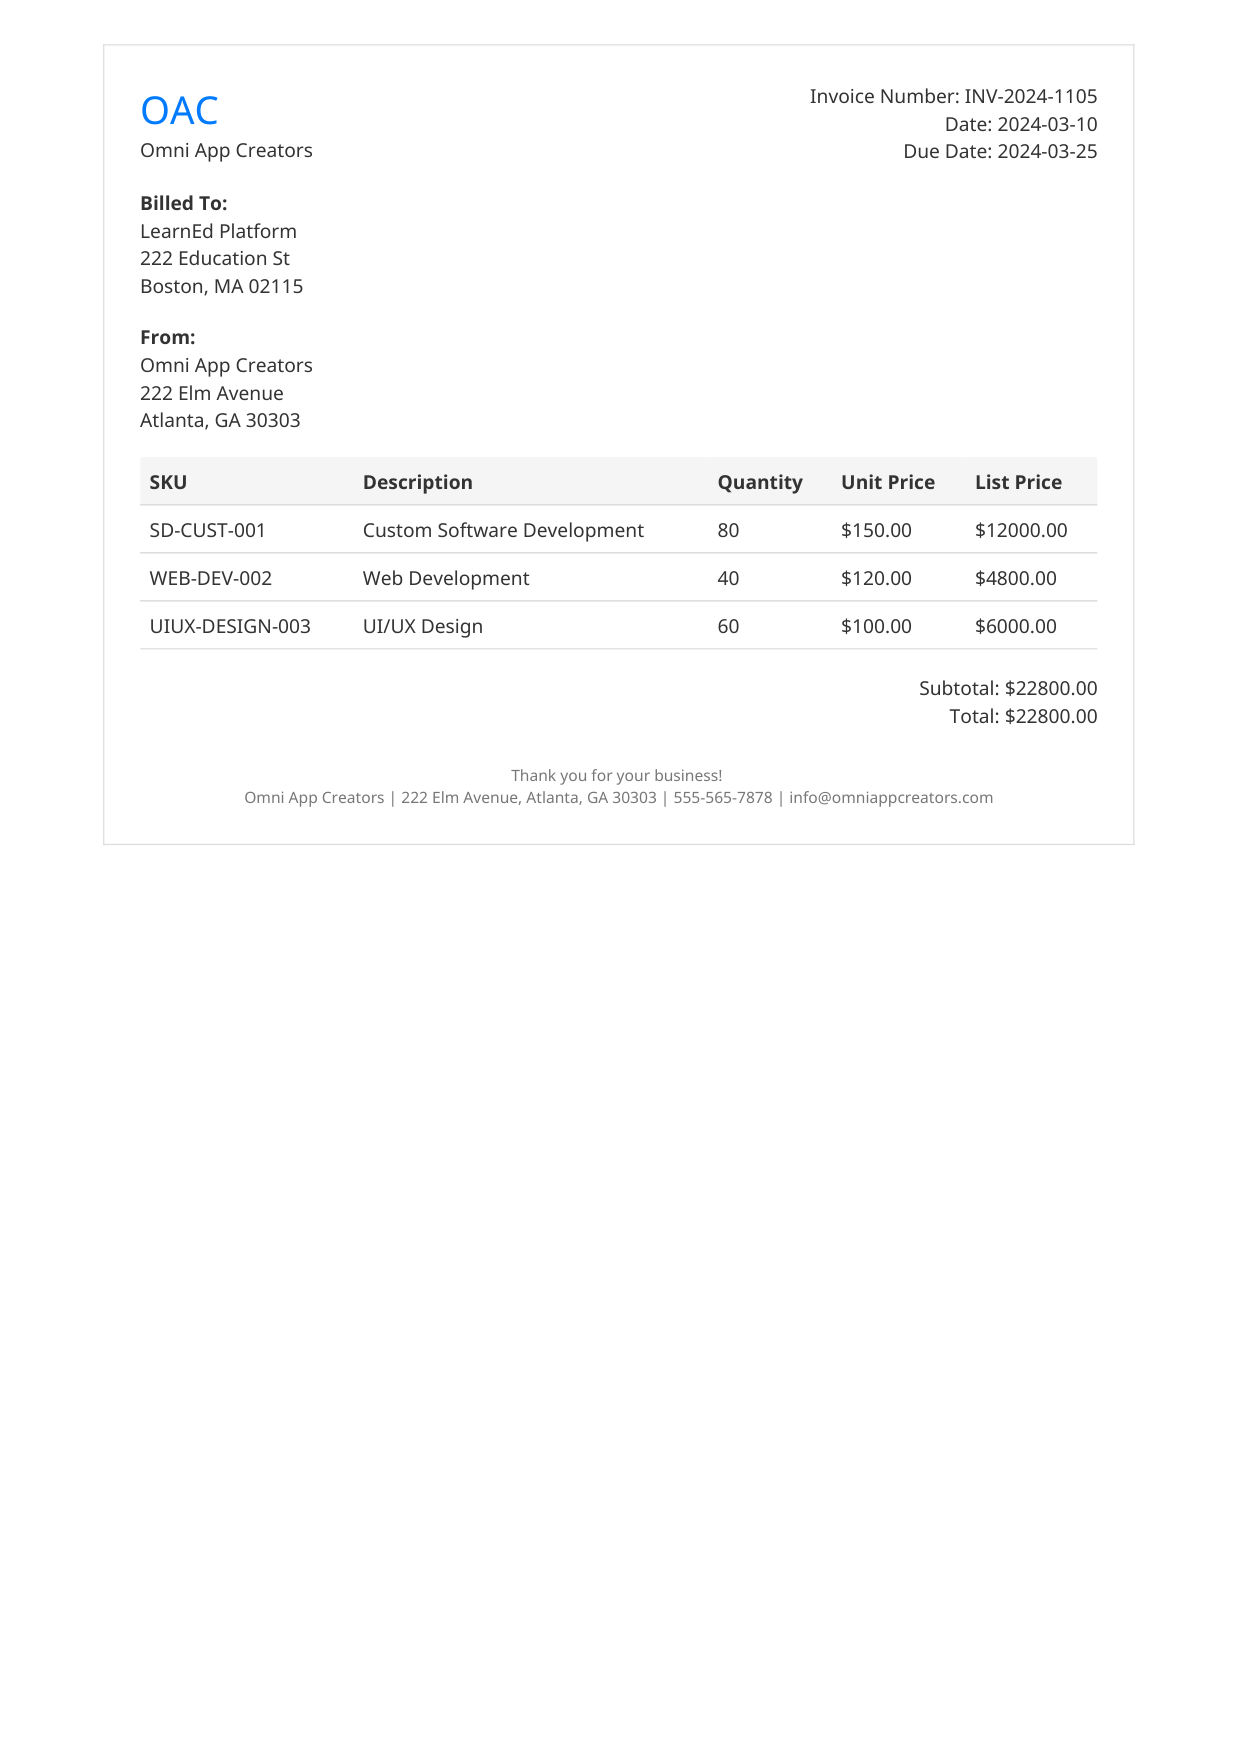 OAC
Omni App Creators
Invoice Number: INV-2024-1105
Date: 2024-03-10
Due Date: 2024-03-25
Billed To:
LearnEd Platform
222 Education St
Boston, MA 02115
From:
Omni App Creators
222 Elm Avenue
Atlanta, GA 30303
SKU Description Quantity Unit Price List Price
SD-CUST-001 Custom Software Development 80 $150.00 $12000.00
WEB-DEV-002 Web Development 40 $120.00 $4800.00
UIUX-DESIGN-003 UI/UX Design 60 $100.00 $6000.00
Subtotal: $22800.00
Total: $22800.00
Thank you for your business!
Omni App Creators | 222 Elm Avenue, Atlanta, GA 30303 | 555-565-7878 | info@omniappcreators.com